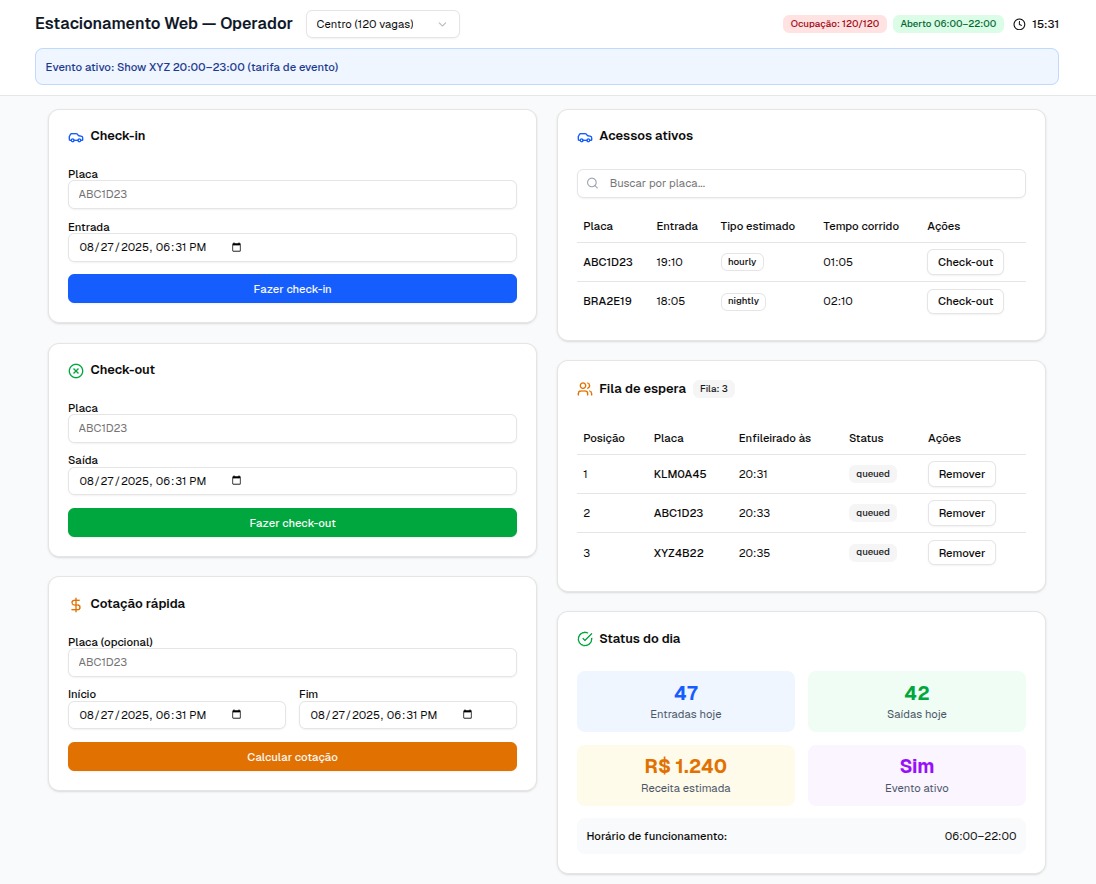 Estacionamento Web — Operador
Centro (120 vagas)
Ocupação: 120/120
Aberto 06:00–22:00
15:31
Evento ativo: Show XYZ 20:00–23:00 (tarifa de evento)
Check-in
Placa
ABC1D23
Entrada
08/27/2025, 06:31 PM
Fazer check-in
Check-out
Placa
ABC1D23
Saída
08/27/2025, 06:31 PM
Fazer check-out
Cotação rápida
Placa (opcional)
ABC1D23
Início Fim
08/27/2025, 06:31 PM 08/27/2025, 06:31 PM
Calcular cotação
Acessos ativos
Buscar por placa...
Placa Entrada Tipo estimado Tempo corrido Ações
ABC1D23 19:10 hourly 01:05 Check-out
BRA2E19 18:05 nightly 02:10 Check-out
Fila de espera Fila: 3
Posição Placa Enfileirado às Status Ações
1 KLM0A45 20:31 queued Remover
2 ABC1D23 20:33 queued Remover
3 XYZ4B22 20:35 queued Remover
Status do dia
47 42
Entradas hoje Saídas hoje
R$ 1.240 Sim
Receita estimada Evento ativo
Horário de funcionamento: 06:00–22:00